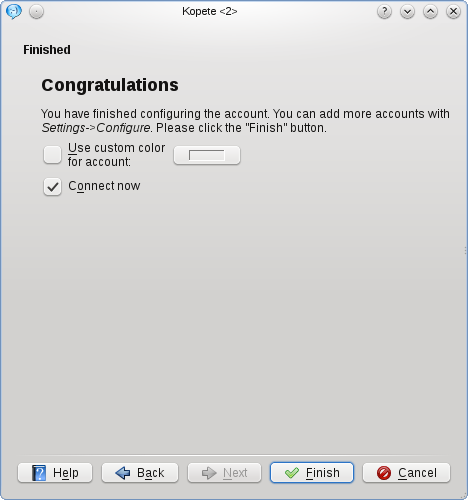 Kopete <2>
Finished
Congratulations
You have finished configuring the account. You can add more accounts with
Settings->Configure. Please click the "Finish" button.
Use custom color
for account:
Connect now
Help Back Next Finish Cancel